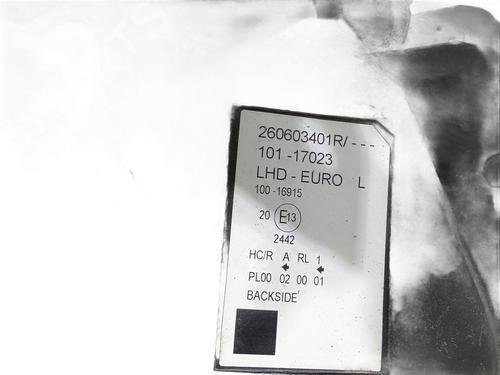 260603401R/---
101 -17023
LHD - EURO L
100 -16915
20 E13
2442
HC/R A RL 1
PL00 02 00 01
BACKSIDE